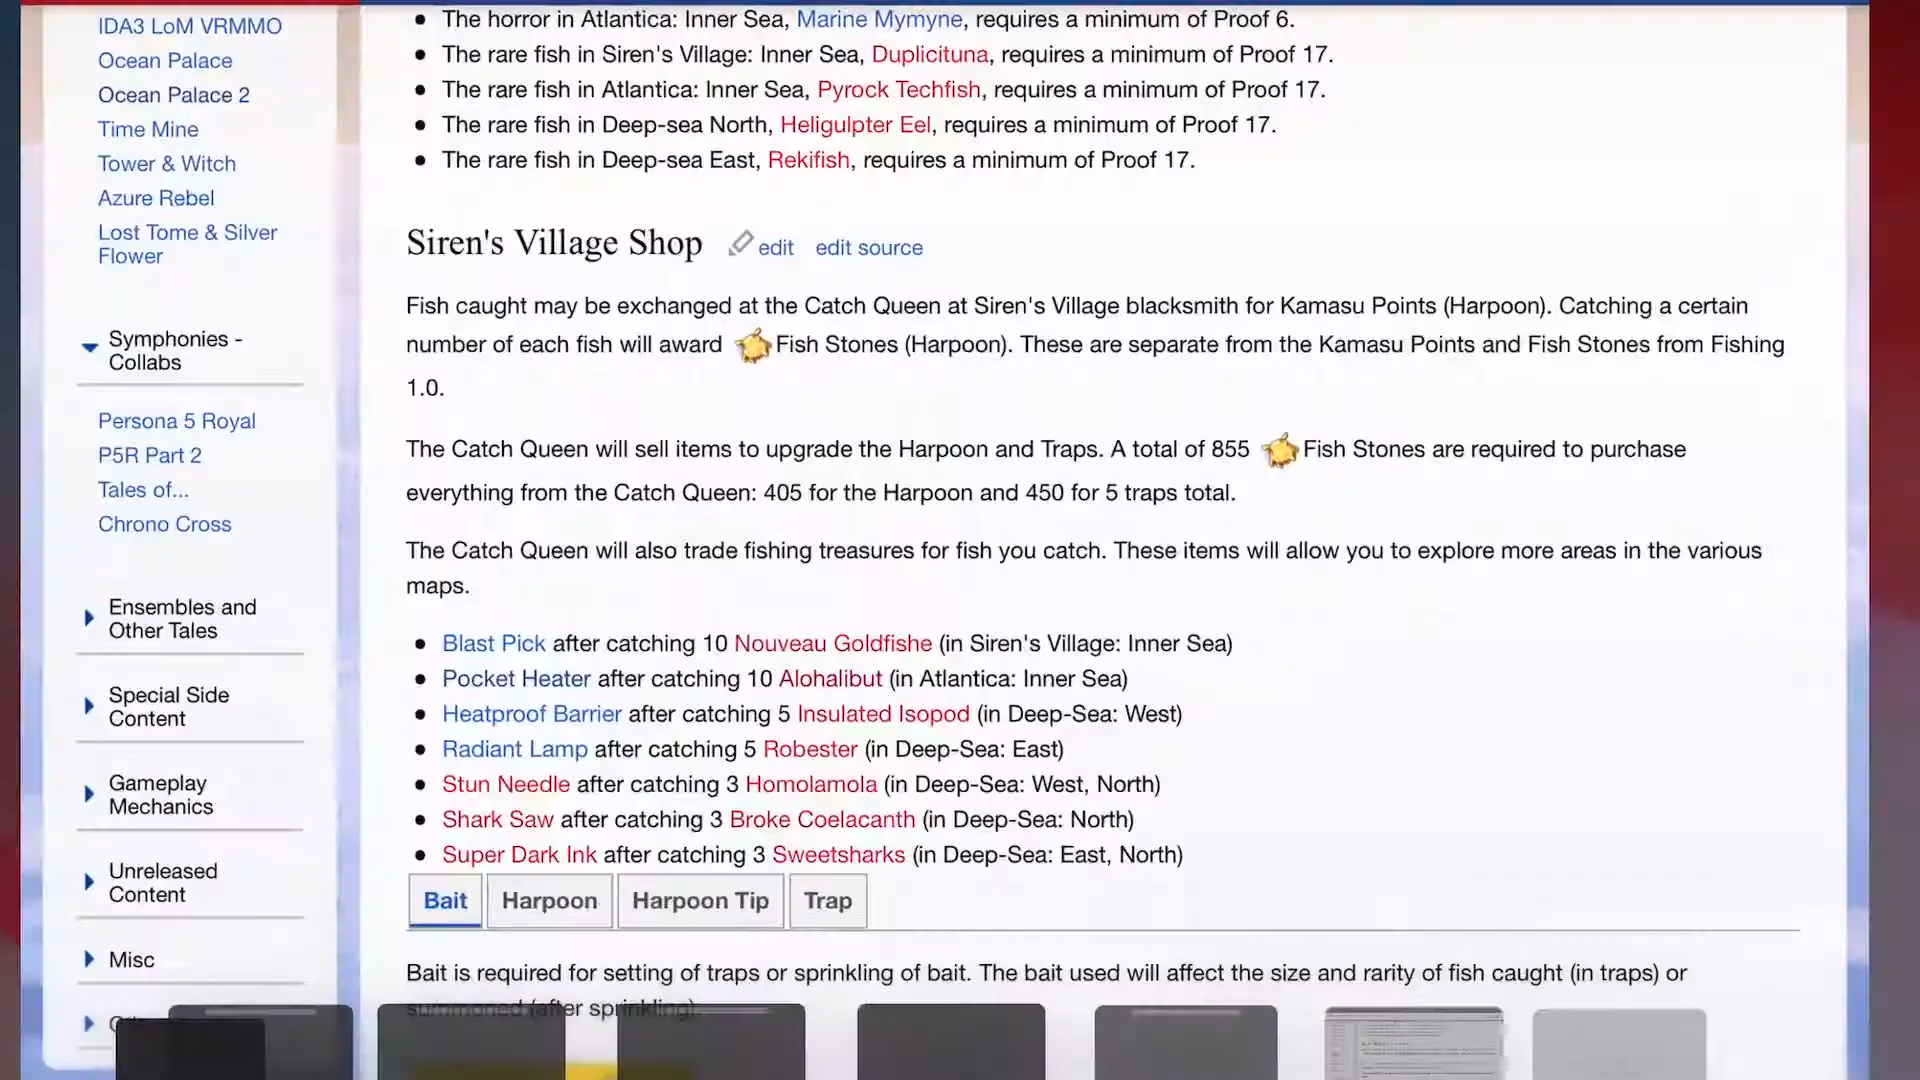 IDA3 LoM VRMMO
Ocean Palace
Ocean Palace 2
Time Mine
Tower & Witch
Azure Rebel
Lost Tome & Silver
Flower
Symphonies -
Collabs
Persona 5 Royal
P5R Part 2
Tales of...
Chrono Cross
Ensembles and
Other Tales
Special Side
Content
Gameplay
Mechanics
Unreleased
Content
Misc
The horror in Atlantica: Inner Sea, Marine Mymyne, requires a minimum of Proof 6.
The rare fish in Siren's Village: Inner Sea, Duplicituna, requires a minimum of Proof 17.
The rare fish in Atlantica: Inner Sea, Pyrock Techfish, requires a minimum of Proof 17.
The rare fish in Deep-sea North, Heligulpter Eel, requires a minimum of Proof 17.
The rare fish in Deep-sea East, Rekifish, requires a minimum of Proof 17.
Siren's Village Shop edit edit source
Fish caught may be exchanged at the Catch Queen at Siren's Village blacksmith for Kamasu Points (Harpoon). Catching a certain
number of each fish will award Fish Stones (Harpoon). These are separate from the Kamasu Points and Fish Stones from Fishing
1.0.
The Catch Queen will sell items to upgrade the Harpoon and Traps. A total of 855 Fish Stones are required to purchase
everything from the Catch Queen: 405 for the Harpoon and 450 for 5 traps total.
The Catch Queen will also trade fishing treasures for fish you catch. These items will allow you to explore more areas in the various
maps.
Blast Pick after catching 10 Nouveau Goldfishe (in Siren's Village: Inner Sea)
Pocket Heater after catching 10 Alohalibut (in Atlantica: Inner Sea)
Heatproof Barrier after catching 5 Insulated Isopod (in Deep-Sea: West)
Radiant Lamp after catching 5 Robester (in Deep-Sea: East)
Stun Needle after catching 3 Homolamola (in Deep-Sea: West, North)
Shark Saw after catching 3 Broke Coelacanth (in Deep-Sea: North)
Super Dark Ink after catching 3 Sweetsharks (in Deep-Sea: East, North)
Bait Harpoon Harpoon Tip Trap
Bait is required for setting of traps or sprinkling of bait. The bait used will affect the size and rarity of fish caught (in traps) or
summoned (after sprinkling).